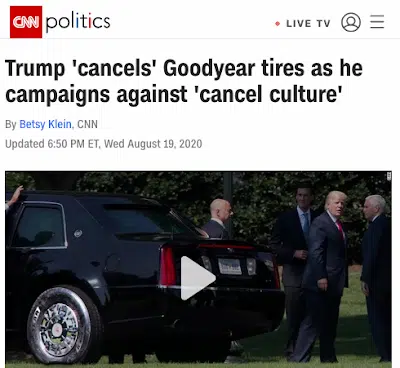 CNN politics
LIVE TV
Trump 'cancels' Goodyear tires as he
campaigns against 'cancel culture'
By Betsy Klein, CNN
Updated 6:50 PM ET, Wed August 19, 2020